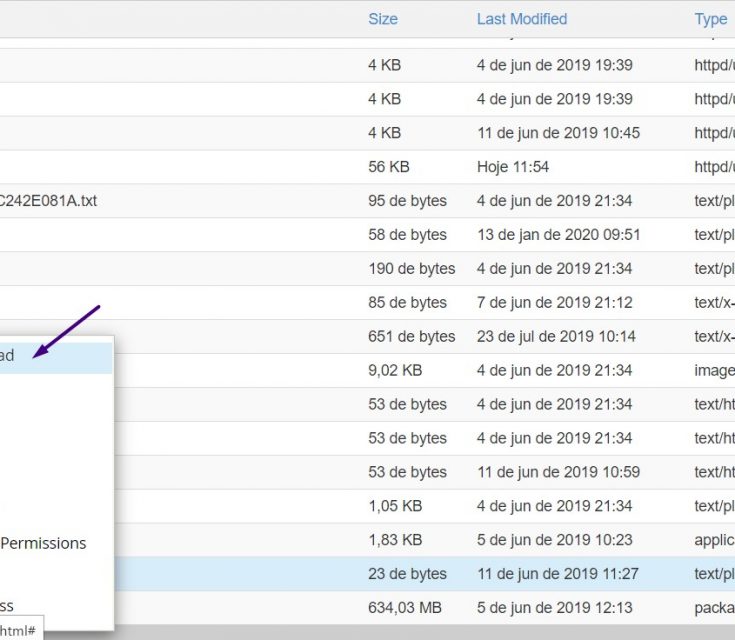 Size Last Modified Type
4 KB 4 de jun de 2019 19:39 httpd/u
4 KB 4 de jun de 2019 19:39 httpd/u
4 KB 11 de jun de 2019 10:45 httpd/u
56 KB Hoje 11:54 httpd/u
C242E081A.txt 95 de bytes 4 de jun de 2019 21:34 text/pl
58 de bytes 13 de jan de 2020 09:51 text/pl
190 de bytes 4 de jun de 2019 21:34 text/pl
85 de bytes 7 de jun de 2019 21:12 text/x-
651 de bytes 23 de jul de 2019 10:14 text/x-
ad
9,02 KB 4 de jun de 2019 21:34 image
53 de bytes 4 de jun de 2019 21:34 text/ht
53 de bytes 4 de jun de 2019 21:34 text/ht
53 de bytes 11 de jun de 2019 10:59 text/ht
1,05 KB 4 de jun de 2019 21:34 text/pl
Permissions
1,83 KB 5 de jun de 2019 10:23 applic
23 de bytes 11 de jun de 2019 11:27 text/pl
ss
634,03 MB 5 de jun de 2019 12:13 packa
html#